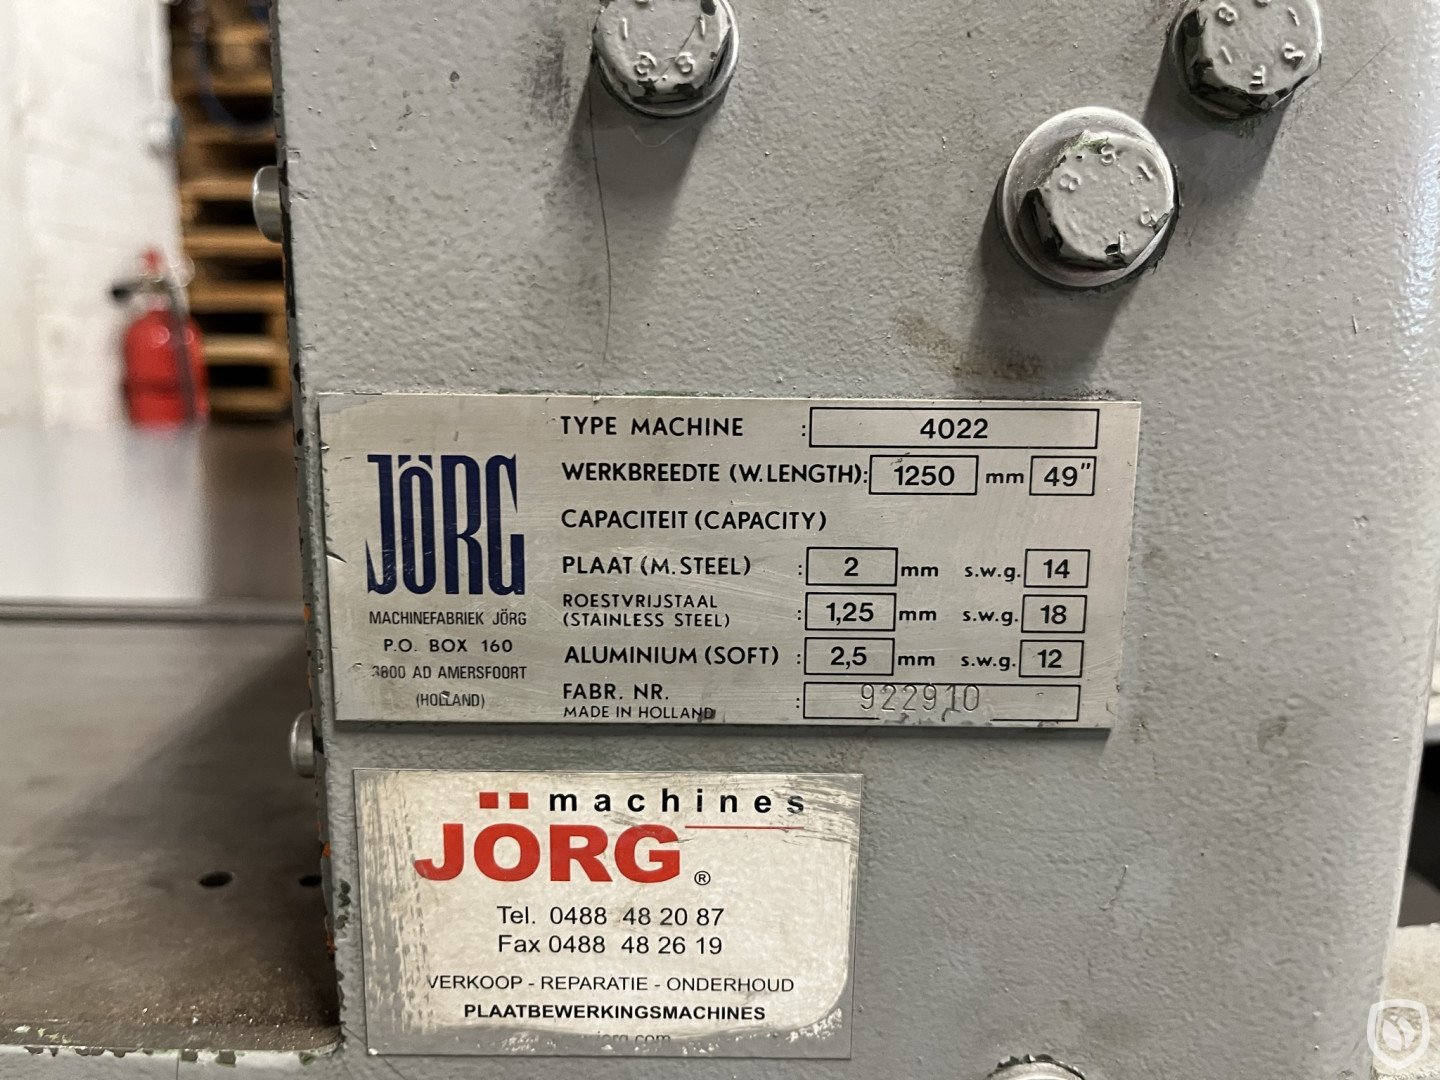 TYPE MACHINE : 4022
WERKBREEDTE (W.LENGTH): 1250 mm 49"
CAPACITEIT (CAPACITY)
PLAAT (M. STEEL) : 2 mm s.w.g. 14
ROESTVRIJSTAAL
(STAINLESS STEEL) : 1,25 mm s.w.g. 18
ALUMINIUM (SOFT) : 2,5 mm s.w.g. 12
FABR. NR. : 922910
MADE IN HOLLAND
JÖRG
MACHINEFABRIEK JÖRG
P.O. BOX 160
3800 AD AMERSFOORT
(HOLLAND)
machines
JÖRG ®
Tel. 0488 48 20 87
Fax 0488 48 26 19
VERKOOP - REPARATIE - ONDERHOUD
PLAATBEWERKINGSMACHINES